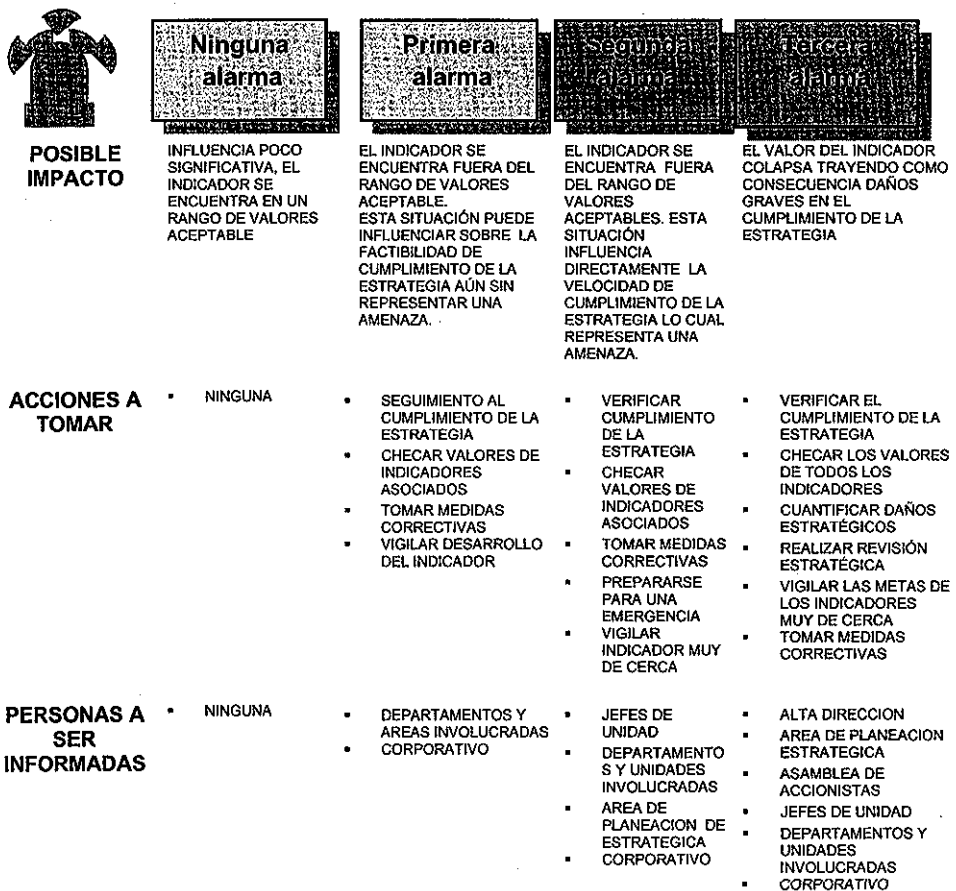 Ninguna
alarma
Primera
alarma
Segunda
alarma
Tercera
alarma
POSIBLE
IMPACTO
INFLUENCIA POCO
SIGNIFICATIVA, EL
INDICADOR SE
ENCUENTRA EN UN
RANGO DE VALORES
ACEPTABLE
EL INDICADOR SE
ENCUENTRA FUERA DEL
RANGO DE VALORES
ACEPTABLE.
ESTA SITUACIÓN PUEDE
INFLUENCIAR SOBRE LA
FACTIBILIDAD DE
CUMPLIMIENTO DE LA
ESTRATEGIA AÚN SIN
REPRESENTAR UNA
AMENAZA.
EL INDICADOR SE
ENCUENTRA FUERA
DEL RANGO DE
VALORES
ACEPTABLES. ESTA
SITUACIÓN
INFLUENCIA
DIRECTAMENTE LA
VELOCIDAD DE
CUMPLIMIENTO DE LA
ESTRATEGIA LO CUAL
REPRESENTA UNA
AMENAZA.
EL VALOR DEL INDICADOR
COLAPSA TRAYENDO COMO
CONSECUENCIA DAÑOS
GRAVES EN EL
CUMPLIMIENTO DE LA
ESTRATEGIA
ACCIONES A
TOMAR
▪ NINGUNA
▪ SEGUIMIENTO AL
CUMPLIMIENTO DE LA
ESTRATEGIA
▪ CHECAR VALORES DE
INDICADORES
ASOCIADOS
▪ TOMAR MEDIDAS
CORRECTIVAS
▪ VIGILAR DESARROLLO
DEL INDICADOR
▪ VERIFICAR
CUMPLIMIENTO
DE LA
ESTRATEGIA
▪ CHECAR
VALORES DE
INDICADORES
ASOCIADOS
▪ TOMAR MEDIDAS
CORRECTIVAS
▪ PREPARARSE
PARA UNA
EMERGENCIA
▪ VIGILAR
INDICADOR MUY
DE CERCA
▪ VERIFICAR EL
CUMPLIMIENTO DE LA
ESTRATEGIA
▪ CHECAR LOS VALORES
DE TODOS LOS
INDICADORES
▪ CUANTIFICAR DAÑOS
ESTRATÉGICOS
▪ REALIZAR REVISIÓN
ESTRATÉGICA
▪ VIGILAR LAS METAS DE
LOS INDICADORES
MUY DE CERCA
▪ TOMAR MEDIDAS
CORRECTIVAS
PERSONAS A
SER
INFORMADAS
▪ NINGUNA
▪ DEPARTAMENTOS Y
AREAS INVOLUCRADAS
▪ CORPORATIVO
▪ JEFES DE
UNIDAD
▪ DEPARTAMENTO
S Y UNIDADES
INVOLUCRADAS
▪ AREA DE
PLANEACION DE
ESTRATEGICA
▪ CORPORATIVO
▪ ALTA DIRECCION
▪ AREA DE PLANEACION
ESTRATEGICA
▪ ASAMBLEA DE
ACCIONISTAS
▪ JEFES DE UNIDAD
▪ DEPARTAMENTOS Y
UNIDADES
INVOLUCRADAS
▪ CORPORATIVO